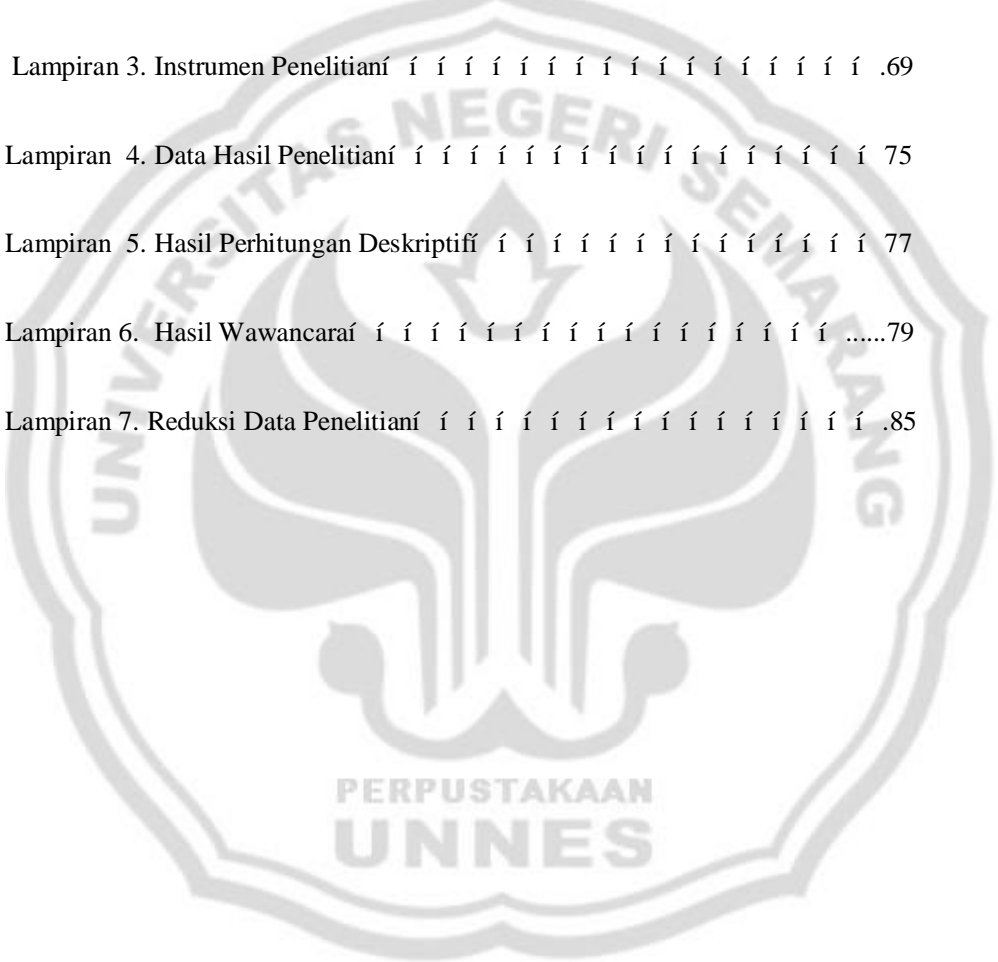 Lampiran 3. Instrumen Penelitianí í í í í í í í í í í í í í í í í í .69
Lampiran 4. Data Hasil Penelitianí í í í í í í í í í í í í í í í í í 75
Lampiran 5. Hasil Perhitungan Deskriptifí í í í í í í í í í í í í í í 77
Lampiran 6. Hasil Wawancaraí í í í í í í í í í í í í í í í í í ......79
Lampiran 7. Reduksi Data Penelitianí í í í í í í í í í í í í í í í í .85
UNIVERSITAS NEGERI SEMARANG
PERPUSTAKAAN
UNNES